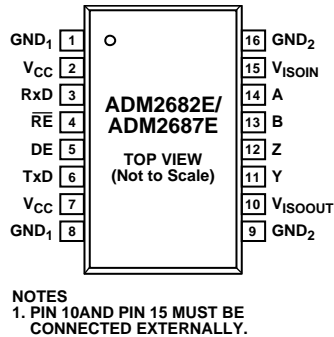 GND1 1
VCC 2
RxD 3
RE 4
DE 5
TxD 6
VCC 7
GND1 8
ADM2682E/
ADM2687E
TOP VIEW
(Not to Scale)
16 GND2
15 VISOIN
14 A
13 B
12 Z
11 Y
10 VISOOUT
9 GND2
NOTES
1. PIN 10AND PIN 15 MUST BE
CONNECTED EXTERNALLY.